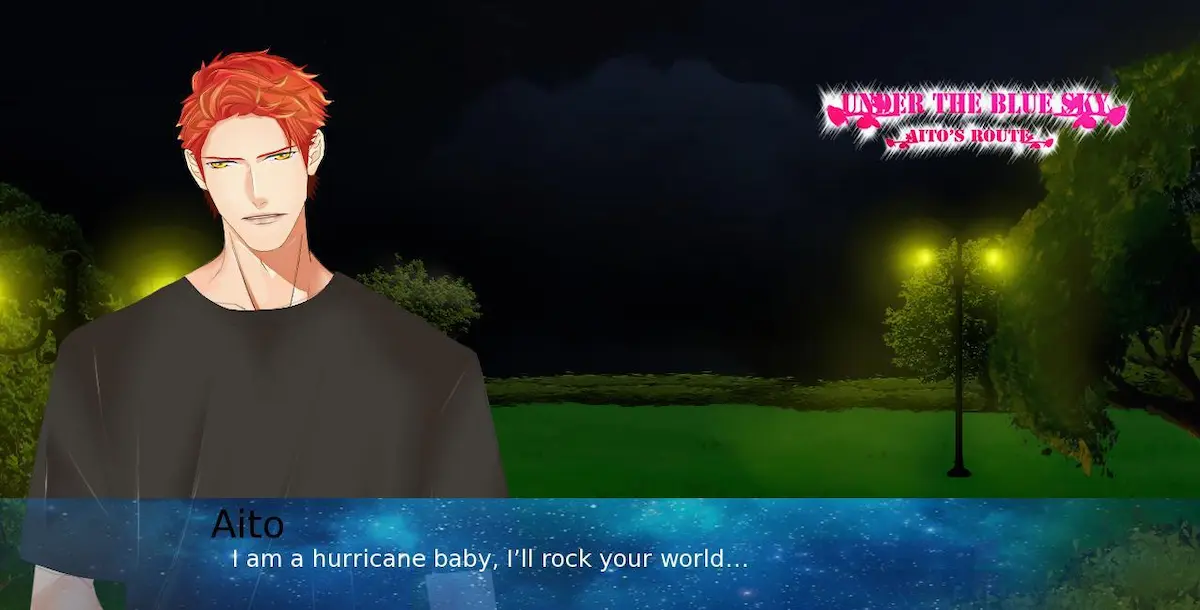 UNDER THE BLUE SKY
AITO'S ROUTE
Aito
I am a hurricane baby, I’ll rock your world...